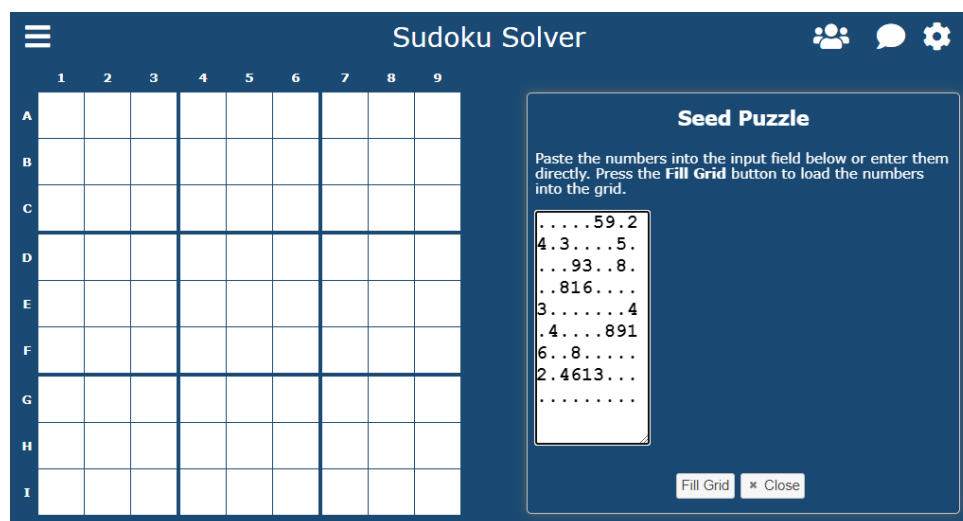 Sudoku Solver
1 2 3 4 5 6 7 8 9
A
B
C
D
E
F
G
H
I
Seed Puzzle
Paste the numbers into the input field below or enter them
directly. Press the Fill Grid button to load the numbers
into the grid.
.....59.2
4.3....5.
...93..8.
..816....
3.......4
.4....891
6..8.....
2.4613...
.........
Fill Grid × Close